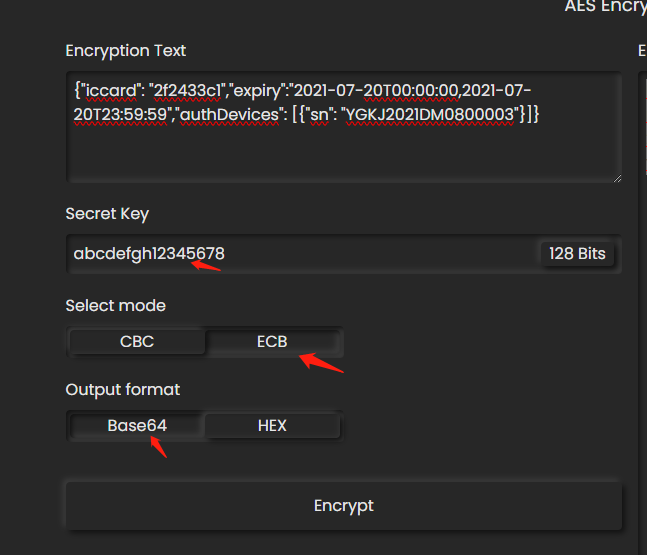 AES Encry
Encryption Text
E
{"iccard": "2f2433c1","expiry":"2021-07-20T00:00:00,2021-07-
20T23:59:59","authDevices": [{"sn": "YGKJ2021DM0800003"}]}
Secret Key
abcdefgh12345678 128 Bits
Select mode
CBC ECB
Output format
Base64 HEX
Encrypt